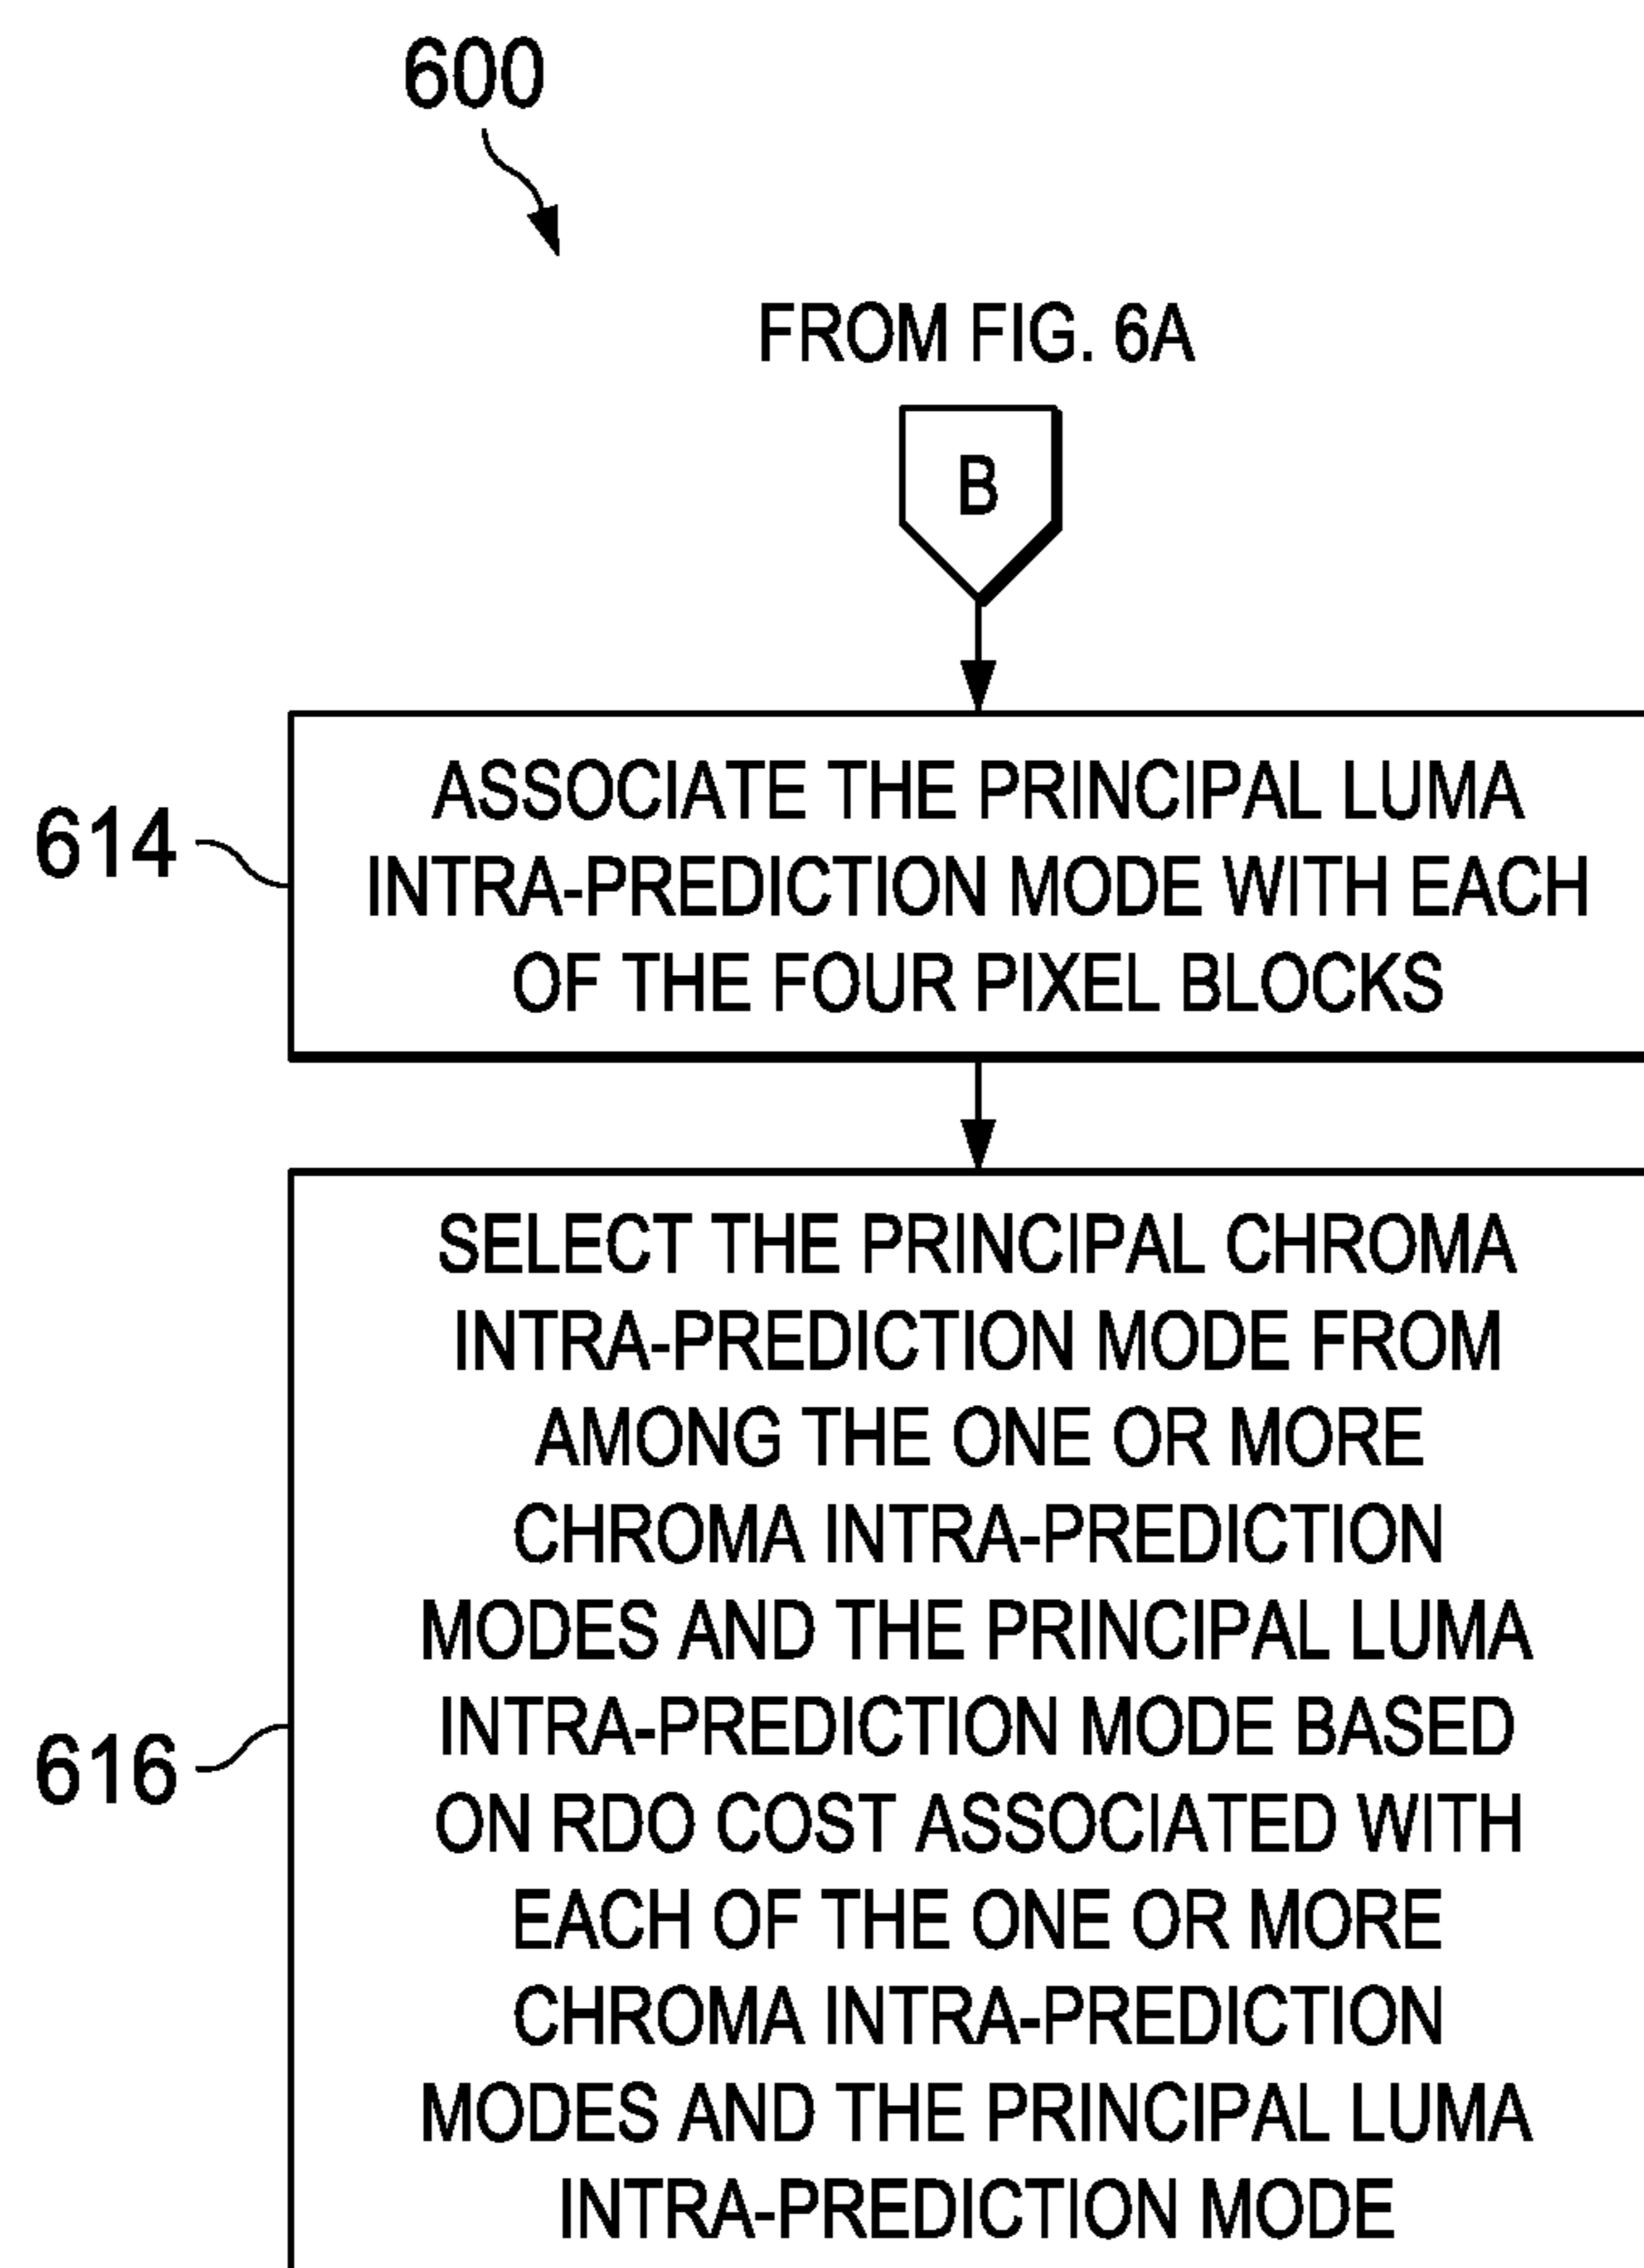 600
FROM FIG. 6A
B
614
ASSOCIATE THE PRINCIPAL LUMA
INTRA-PREDICTION MODE WITH EACH
OF THE FOUR PIXEL BLOCKS
616
SELECT THE PRINCIPAL CHROMA
INTRA-PREDICTION MODE FROM
AMONG THE ONE OR MORE
CHROMA INTRA-PREDICTION
MODES AND THE PRINCIPAL LUMA
INTRA-PREDICTION MODE BASED
ON RDO COST ASSOCIATED WITH
EACH OF THE ONE OR MORE
CHROMA INTRA-PREDICTION
MODES AND THE PRINCIPAL LUMA
INTRA-PREDICTION MODE